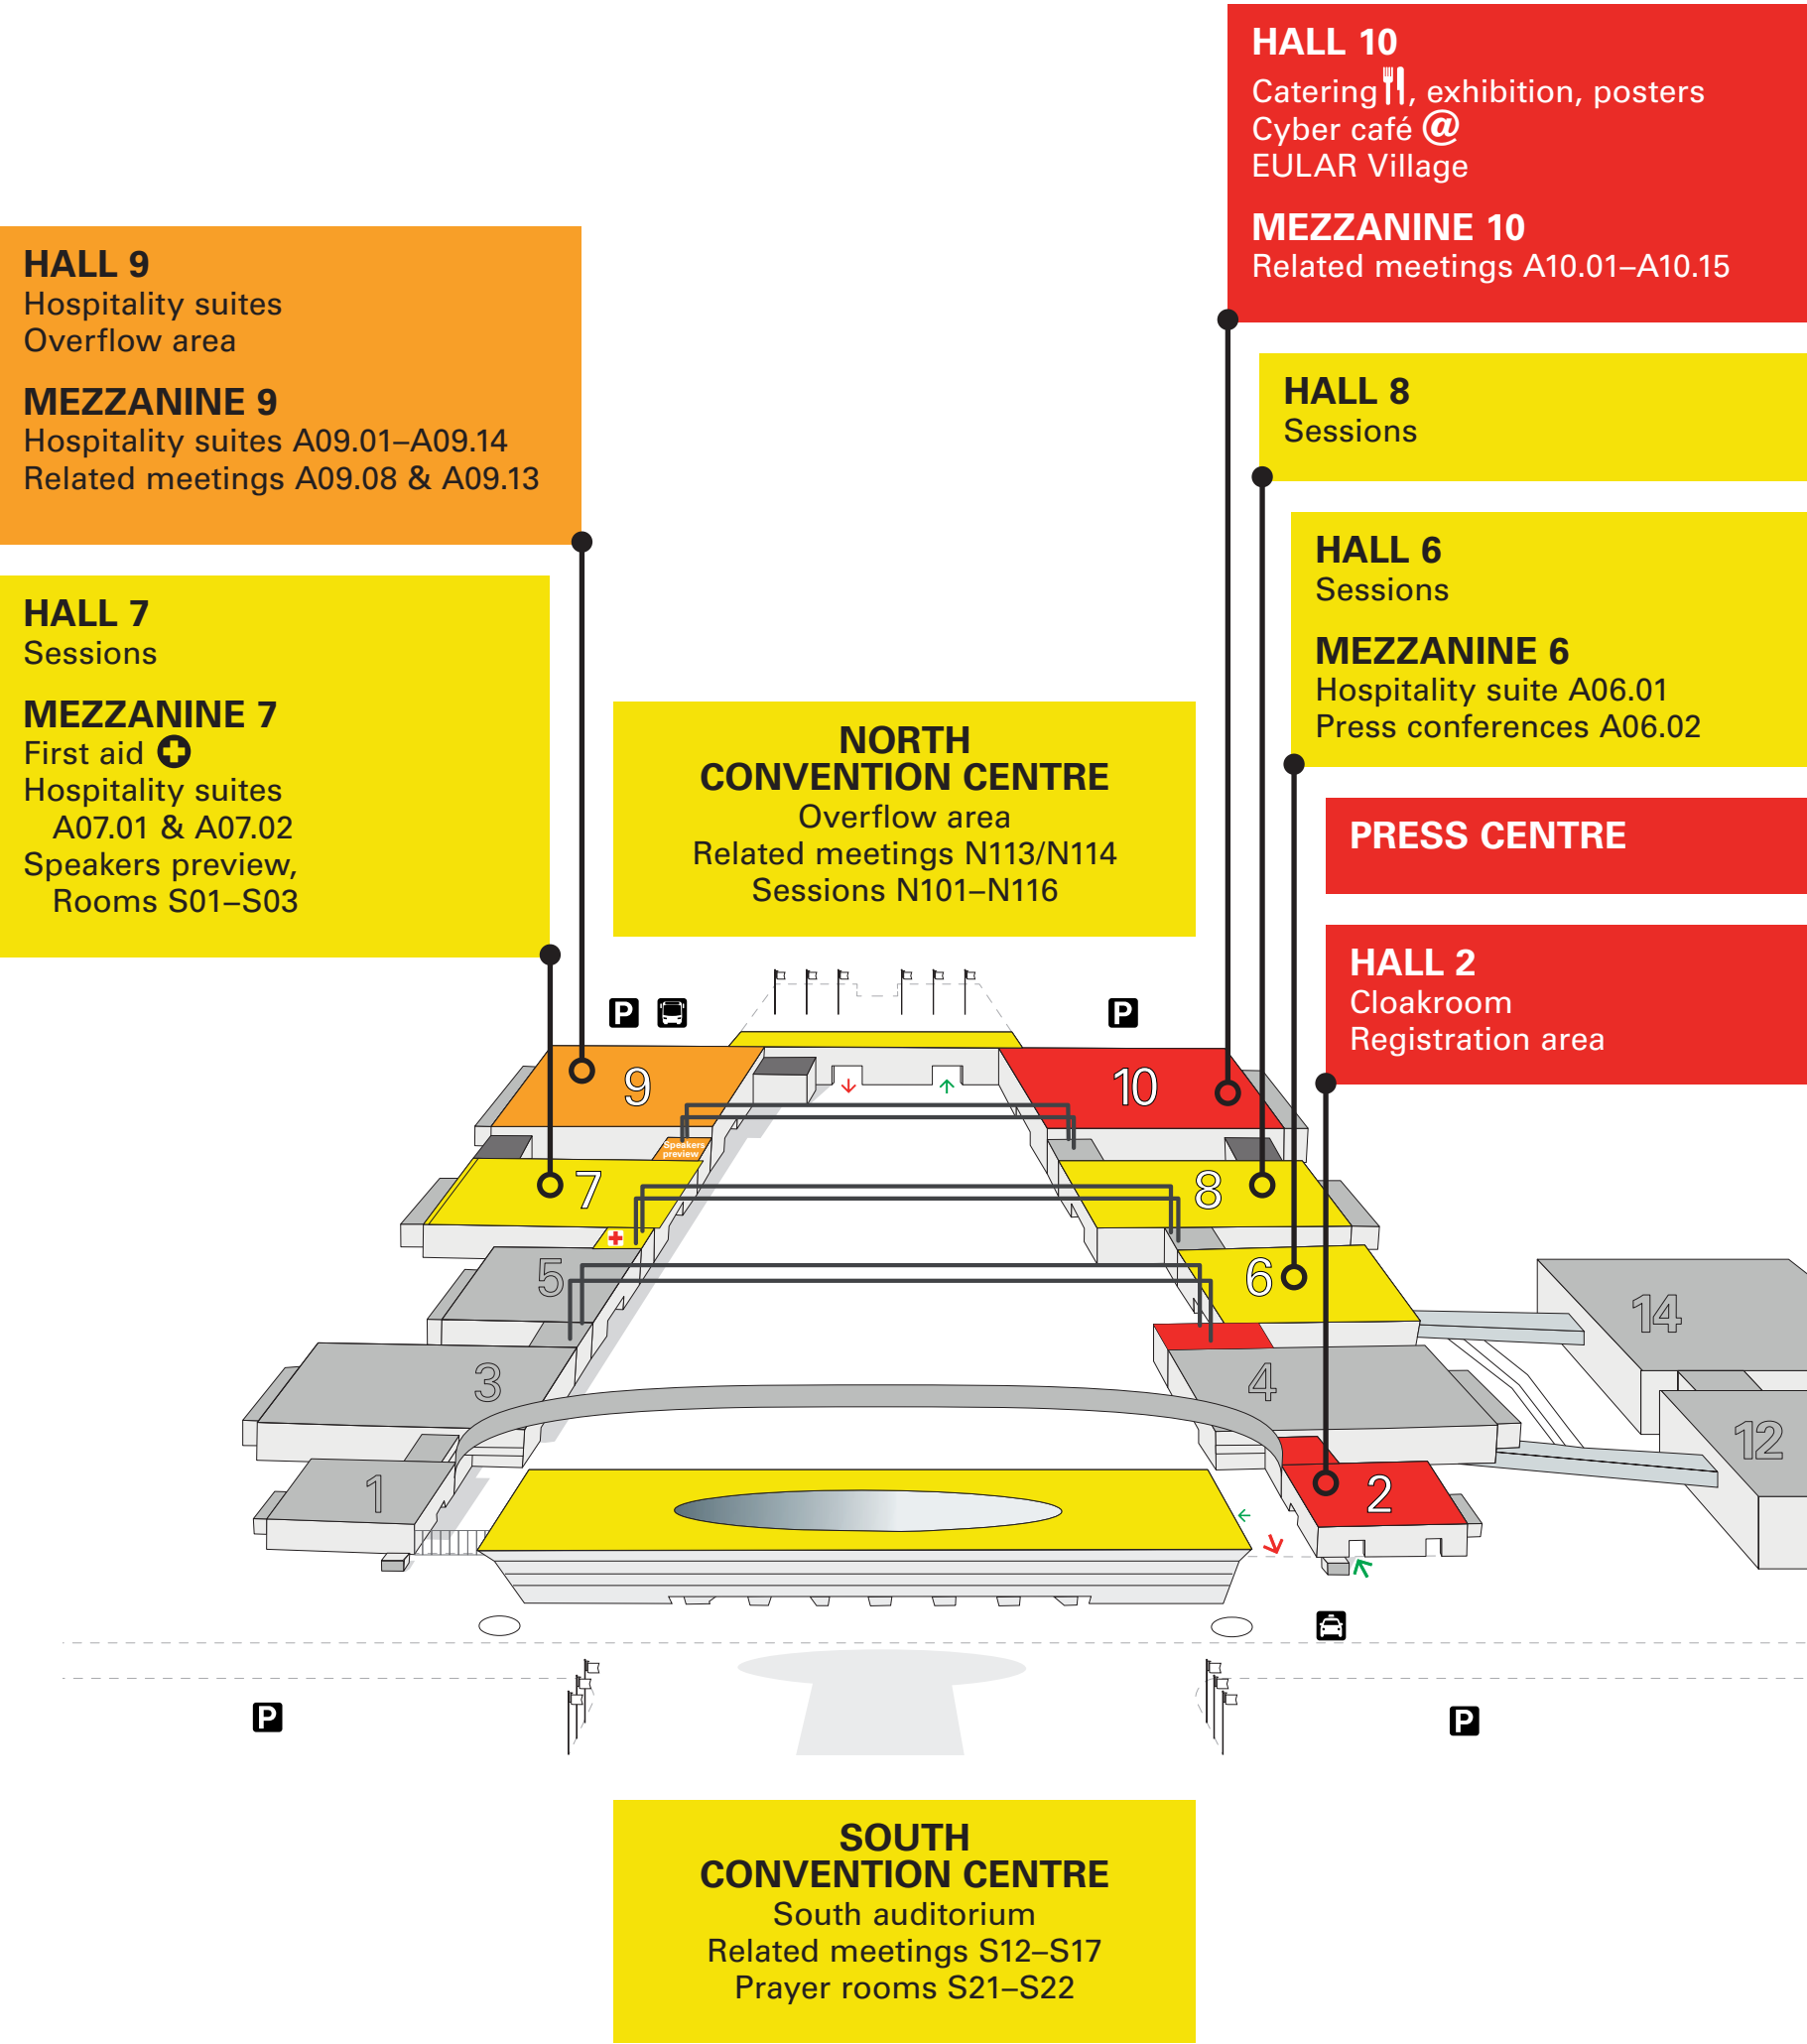 HALL 10
Catering, exhibition, posters
Cyber café @
EULAR Village
MEZZANINE 10
Related meetings A10.01–A10.15
HALL 9
Hospitality suites
Overflow area
MEZZANINE 9
Hospitality suites A09.01–A09.14
Related meetings A09.08 & A09.13
HALL 8
Sessions
HALL 6
Sessions
MEZZANINE 6
Hospitality suite A06.01
Press conferences A06.02
HALL 7
Sessions
MEZZANINE 7
First aid
Hospitality suites
A07.01 & A07.02
Speakers preview,
Rooms S01–S03
NORTH
CONVENTION CENTRE
Overflow area
Related meetings N113/N114
Sessions N101–N116
PRESS CENTRE
HALL 2
Cloakroom
Registration area
P
P
9
10
Speakers
preview
7
8
5
6
14
3
4
12
1
2
P
P
SOUTH
CONVENTION CENTRE
South auditorium
Related meetings S12–S17
Prayer rooms S21–S22